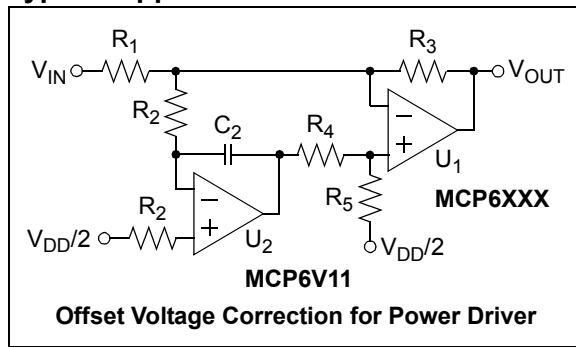 R1
R3
VIN
VOUT
R2
C2
R4
U1
R5
MCP6XXX
R2
U2
VDD/2
VDD/2
MCP6V11
Offset Voltage Correction for Power Driver